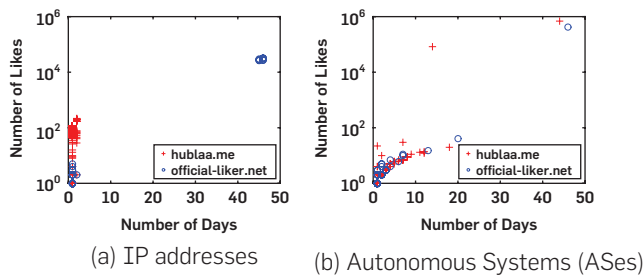 Number of Likes
10^6
10^4
10^2
10^0
hublaa.me
official-liker.net
0 10 20 30 40 50
Number of Days
(a) IP addresses
Number of Likes
10^6
10^4
10^2
10^0
hublaa.me
official-liker.net
0 10 20 30 40 50
Number of Days
(b) Autonomous Systems (ASes)